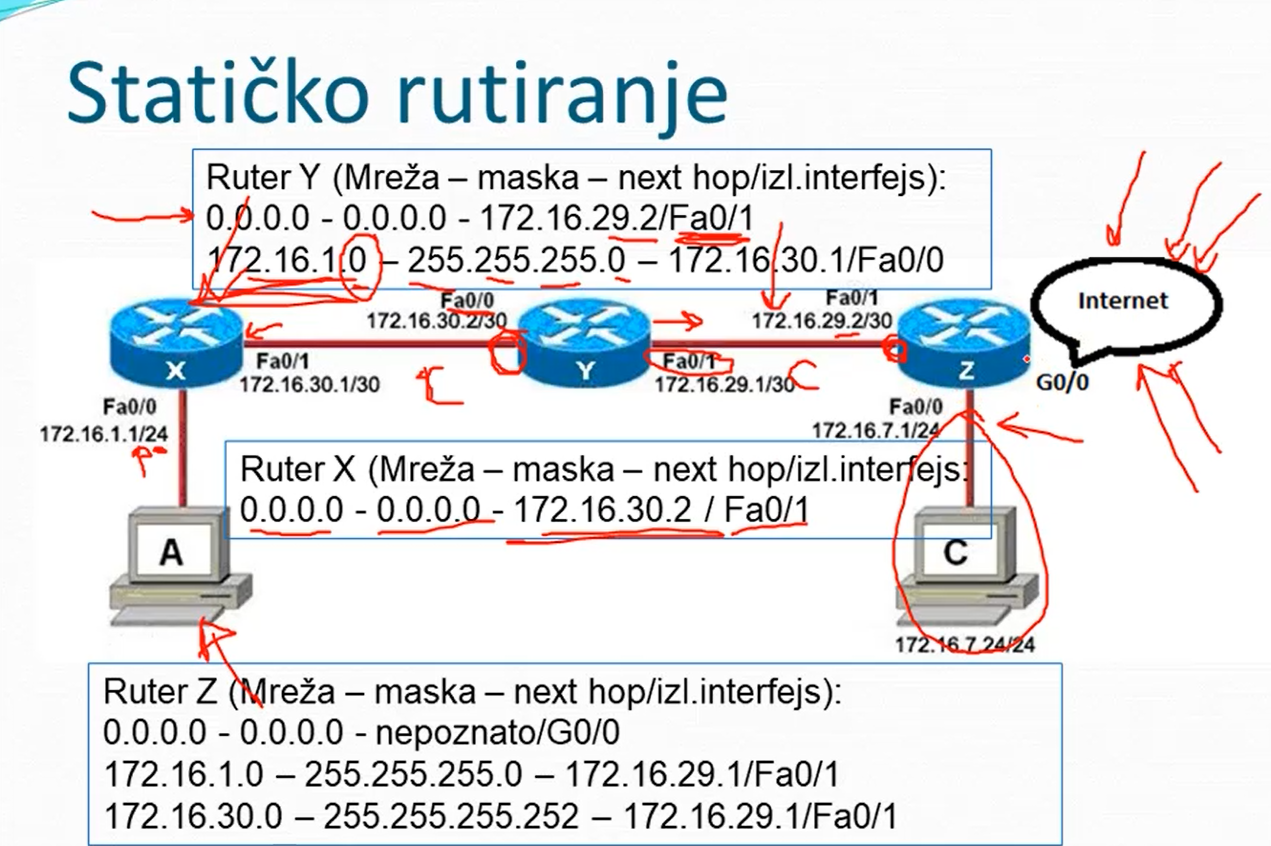 Statičko rutiranje
Ruter Y (Mreža – maska – next hop/izl.interfejs):
0.0.0.0 - 0.0.0.0 - 172.16.29.2/Fa0/1
172.16.1.0 – 255.255.255.0 – 172.16.30.1/Fa0/0
Internet
Fa0/0
172.16.30.2/30
Fa0/1
172.16.29.2/30
X
Y
Z
Fa0/1
172.16.30.1/30
Fa0/1
172.16.29.1/30
G0/0
Fa0/0
172.16.1.1/24
Fa0/0
172.16.7.1/24
Ruter X (Mreža – maska – next hop/izl.interfejs:
0.0.0.0 - 0.0.0.0 - 172.16.30.2 / Fa0/1
A
C
172.16.7.24/24
Ruter Z (Mreža – maska – next hop/izl.interfejs):
0.0.0.0 - 0.0.0.0 - nepoznato/G0/0
172.16.1.0 – 255.255.255.0 – 172.16.29.1/Fa0/1
172.16.30.0 – 255.255.255.252 – 172.16.29.1/Fa0/1